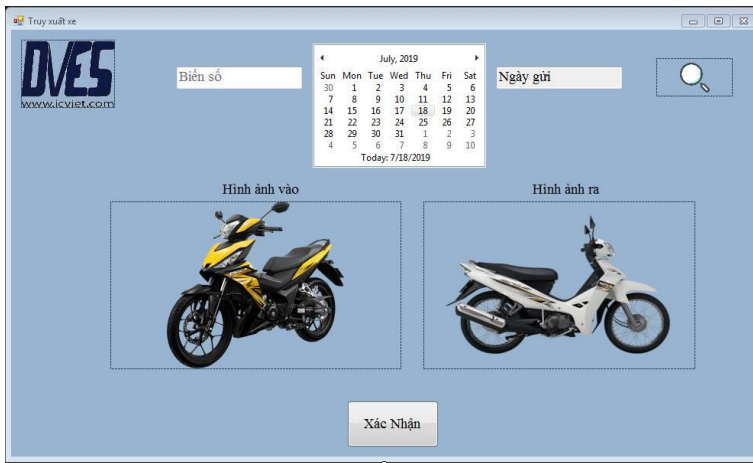 Truy xuất xe
DVES
www.icviet.com
Biển số
July, 2019
Sun Mon Tue Wed Thu Fri Sat
30 1 2 3 4 5 6
7 8 9 10 11 12 13
14 15 16 17 18 19 20
21 22 23 24 25 26 27
28 29 30 31 1 2 3
4 5 6 7 8 9 10
Today: 7/18/2019
Ngày gửi
Hình ảnh vào
Hình ảnh ra
Xác Nhận